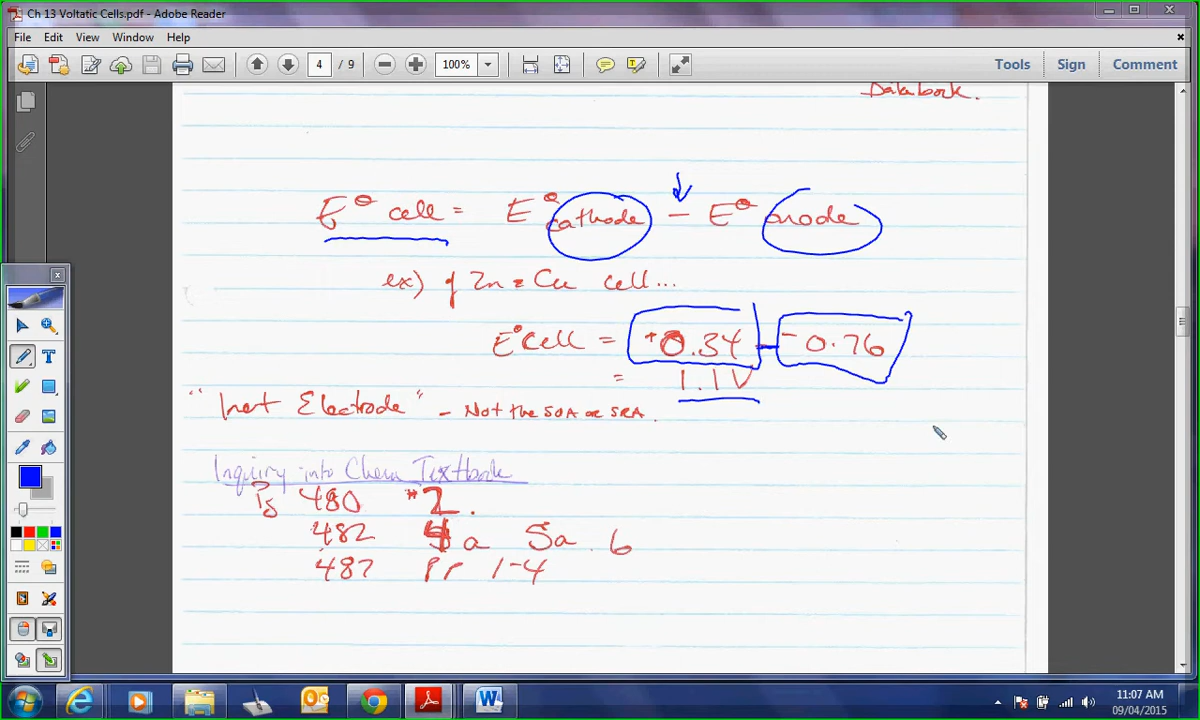 Ch 13 Voltatic Cells.pdf - Adobe Reader
File Edit View Window Help
4 / 9 100% Tools Sign Comment
Databook.
E° cell = E° cathode - E° anode
ex) of Zn = Cu cell...
E° cell = +0.34 - -0.76
= 1.1 V
"Inert Electrode" - Not the SOA or SRA.
Inquiry into Chem Textbook
Pg 480 #2.
482 4a 5a. 6
487 Pr 1-4
11:07 AM
09/04/2015